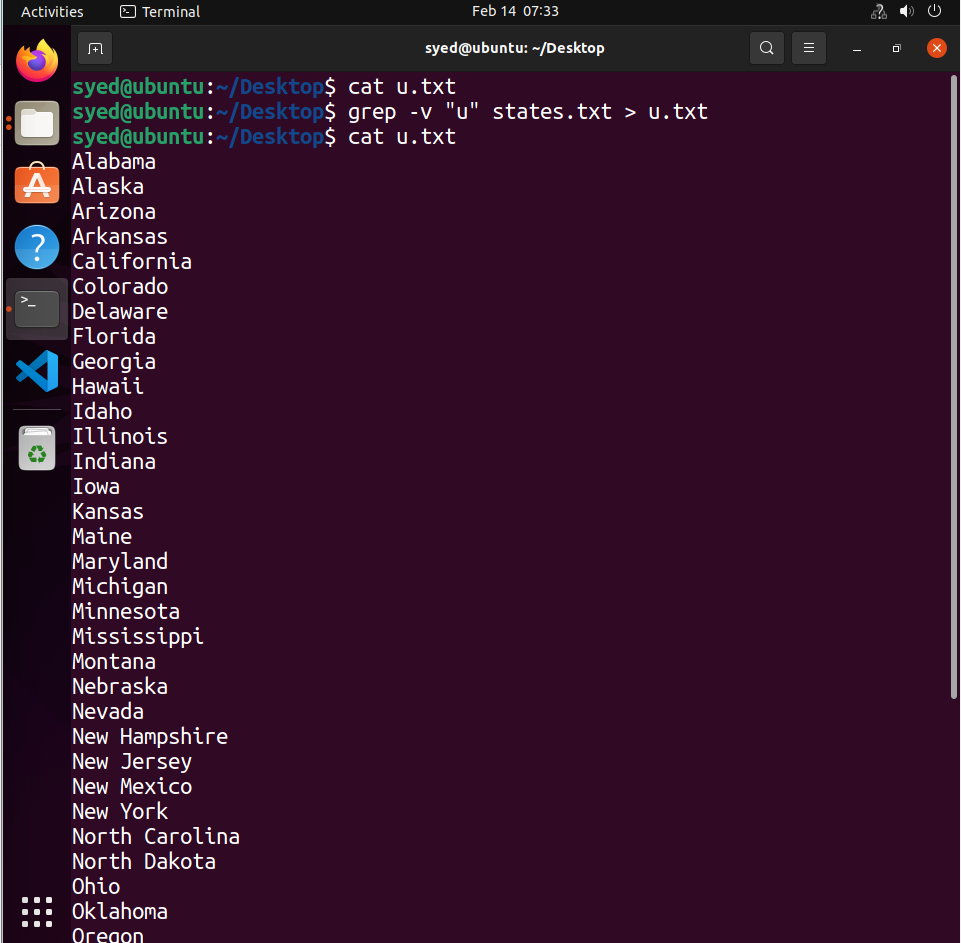 Activities
Terminal
Feb 14 07:33
syed@ubuntu: ~/Desktop
syed@ubuntu:~/Desktop$ cat u.txt
syed@ubuntu:~/Desktop$ grep -v "u" states.txt > u.txt
syed@ubuntu:~/Desktop$ cat u.txt
Alabama
Alaska
Arizona
Arkansas
California
Colorado
Delaware
Florida
Georgia
Hawaii
Idaho
Illinois
Indiana
Iowa
Kansas
Maine
Maryland
Michigan
Minnesota
Mississippi
Montana
Nebraska
Nevada
New Hampshire
New Jersey
New Mexico
New York
North Carolina
North Dakota
Ohio
Oklahoma
Oregon